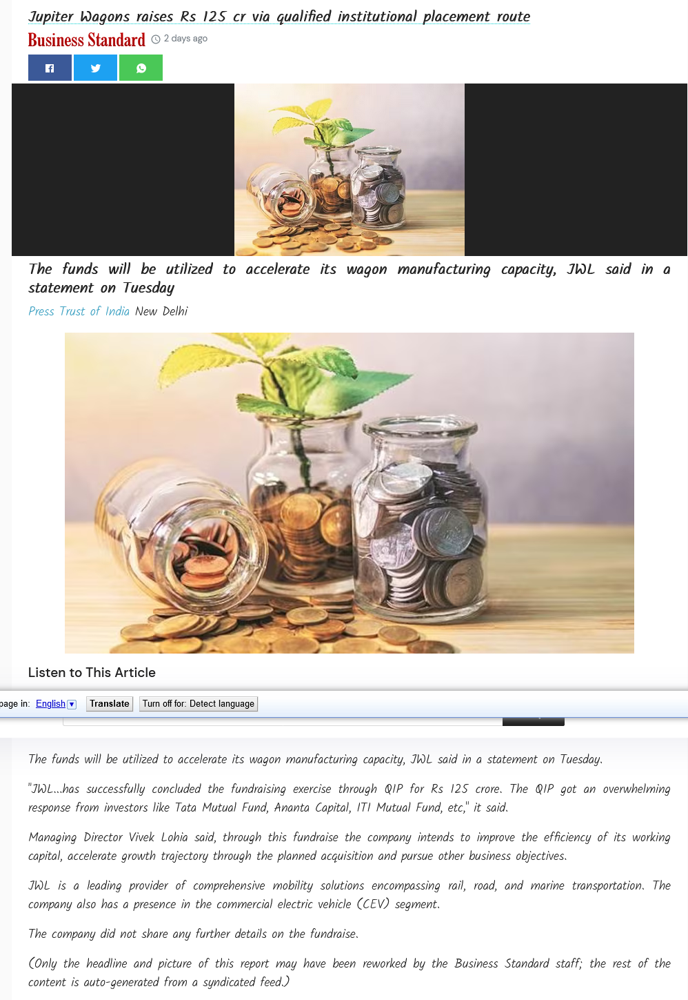 Jupiter Wagons raises Rs 125 cr via qualified institutional placement route
Business Standard 2 days ago
The funds will be utilized to accelerate its wagon manufacturing capacity, JWL said in a
statement on Tuesday
Press Trust of India New Delhi
Listen to This Article
page in: English Translate Turn off for: Detect language
The funds will be utilized to accelerate its wagon manufacturing capacity, JWL said in a statement on Tuesday.
"JWL...has successfully concluded the fundraising exercise through QIP for Rs 125 crore. The QIP got an overwhelming
response from investors like Tata Mutual Fund, Ananta Capital, ITI Mutual Fund, etc," it said.
Managing Director Vivek Lohia said, through this fundraise the company intends to improve the efficiency of its working
capital, accelerate growth trajectory through the planned acquisition and pursue other business objectives.
JWL is a leading provider of comprehensive mobility solutions encompassing rail, road, and marine transportation. The
company also has a presence in the commercial electric vehicle (CEV) segment.
The company did not share any further details on the fundraise.
(Only the headline and picture of this report may have been reworked by the Business Standard staff; the rest of the
content is auto-generated from a syndicated feed.)